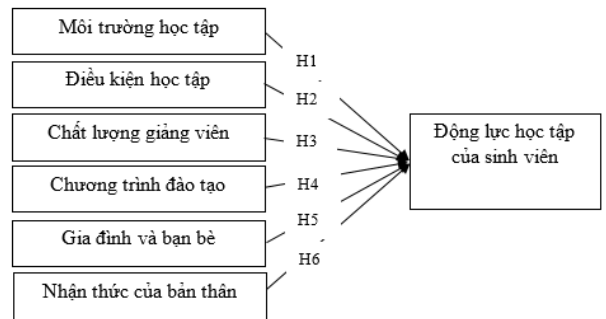 Môi trường học tập
H1
Điều kiện học tập
H2
Chất lượng giảng viên
H3
Động lực học tập
của sinh viên
Chương trình đào tạo
H4
Gia đình và bạn bè
H5
Nhận thức của bản thân
H6